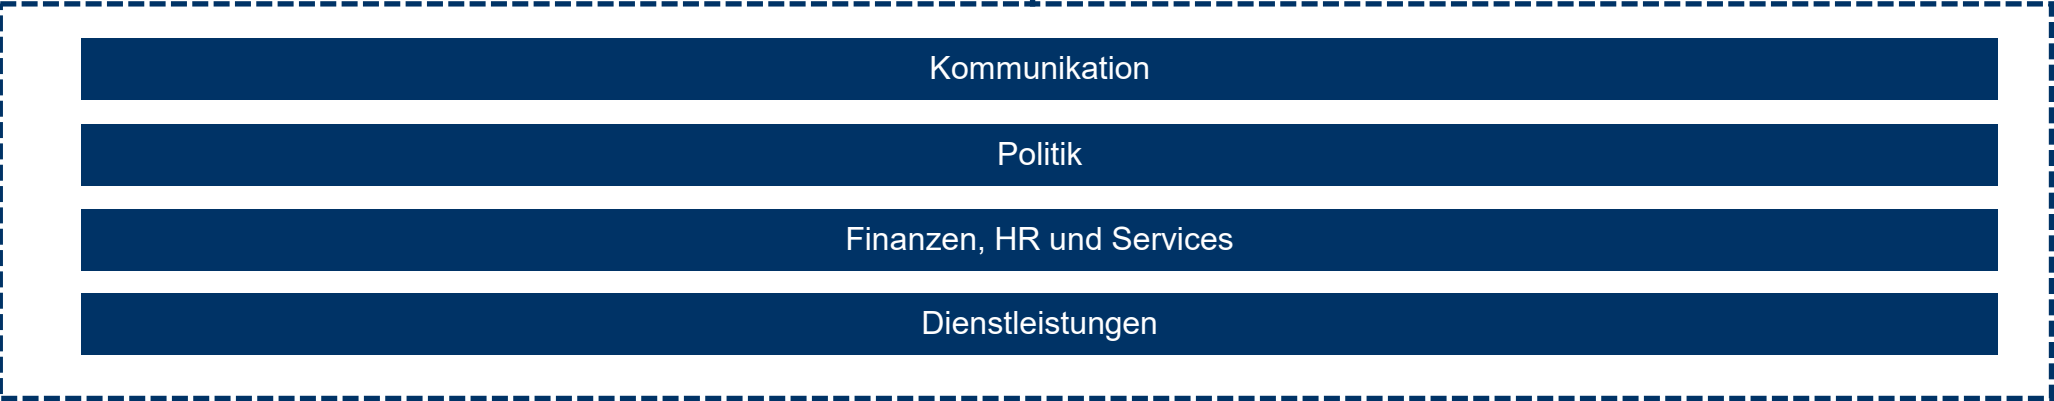 Kommunikation
Politik
Finanzen, HR und Services
Dienstleistungen